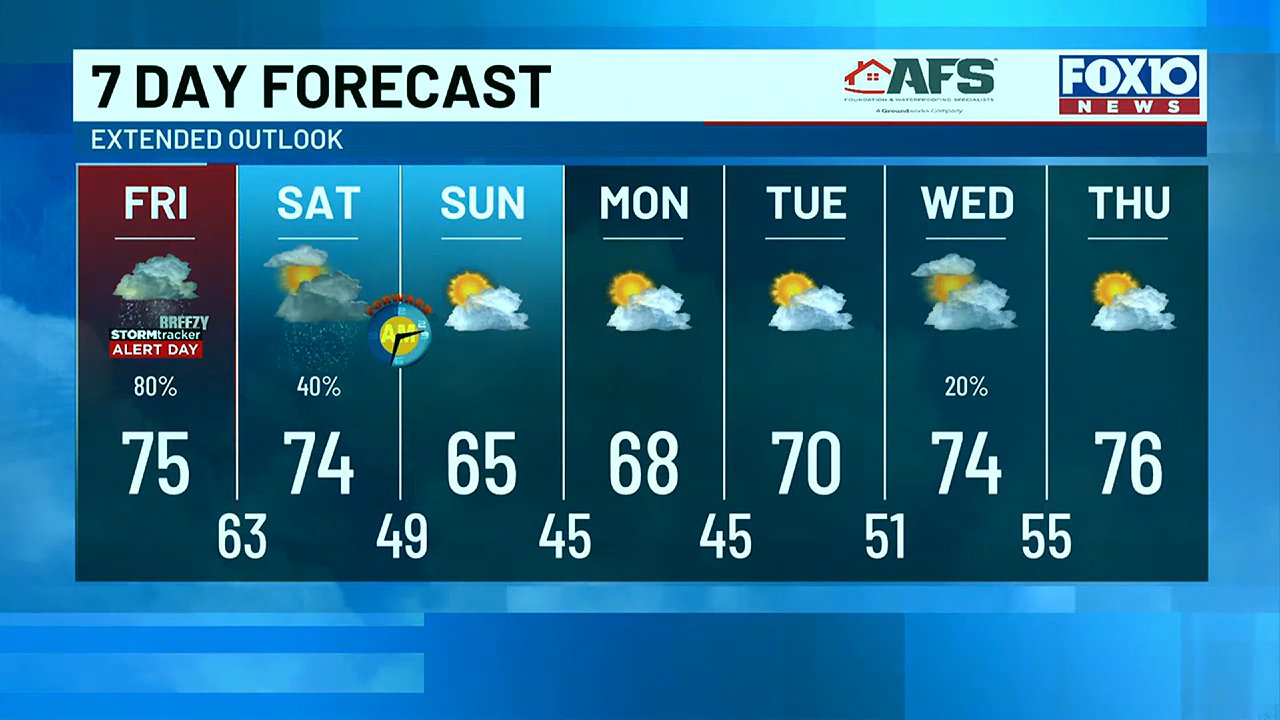 7 DAY FORECAST
AFS
FOUNDATION & WATERPROOFING SPECIALISTS
A Groundworks Company
FOX10
NEWS
EXTENDED OUTLOOK
FRI SAT SUN MON TUE WED THU
FORWARD
AM
BREEZY
STORMtracker
ALERT DAY
80% 40% 20%
75 74 65 68 70 74 76
63 49 45 45 51 55